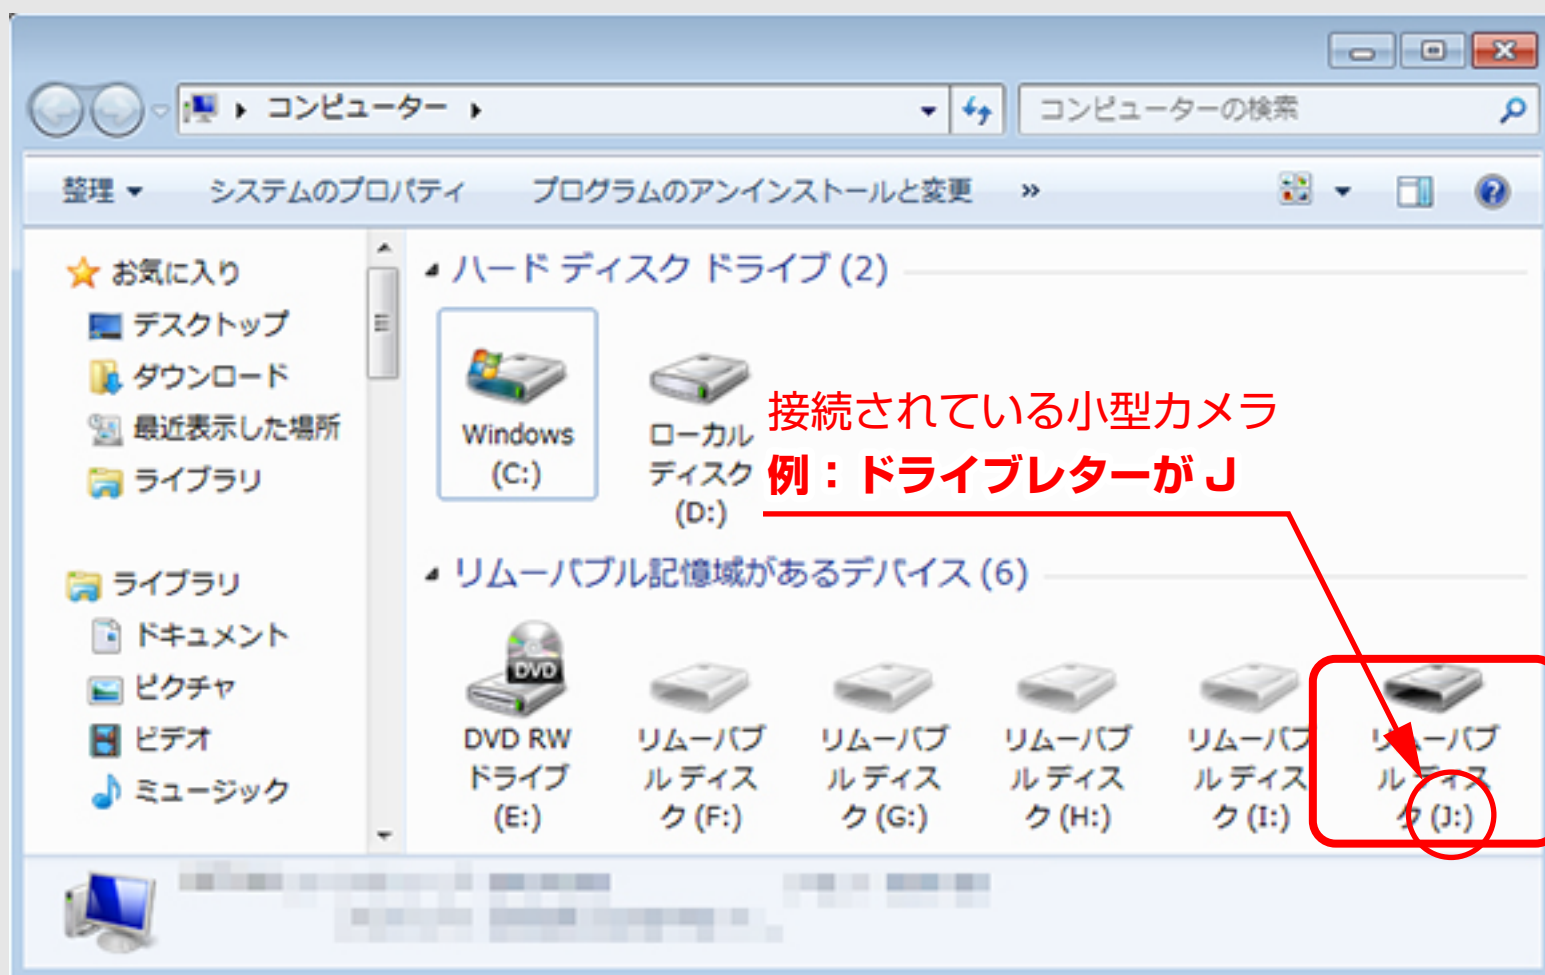 コンピューター
コンピューターの検索
整理 システムのプロパティ プログラムのアンインストールと変更 »
お気に入り
デスクトップ
ダウンロード
最近表示した場所
ライブラリ
ライブラリ
ドキュメント
ピクチャ
ビデオ
ミュージック
ハード ディスク ドライブ (2)
Windows
(C:)
ローカル
ディスク
(D:)
接続されている小型カメラ
例：ドライブレターが J
リムーバブル記憶域があるデバイス (6)
DVD
DVD RW
ドライブ
(E:)
リムーバブ
ル ディス
ク (F:)
リムーバブ
ル ディス
ク (G:)
リムーバブ
ル ディス
ク (H:)
リムーバブ
ル ディス
ク (I:)
リムーバブ
ル ディス
ク (J:)